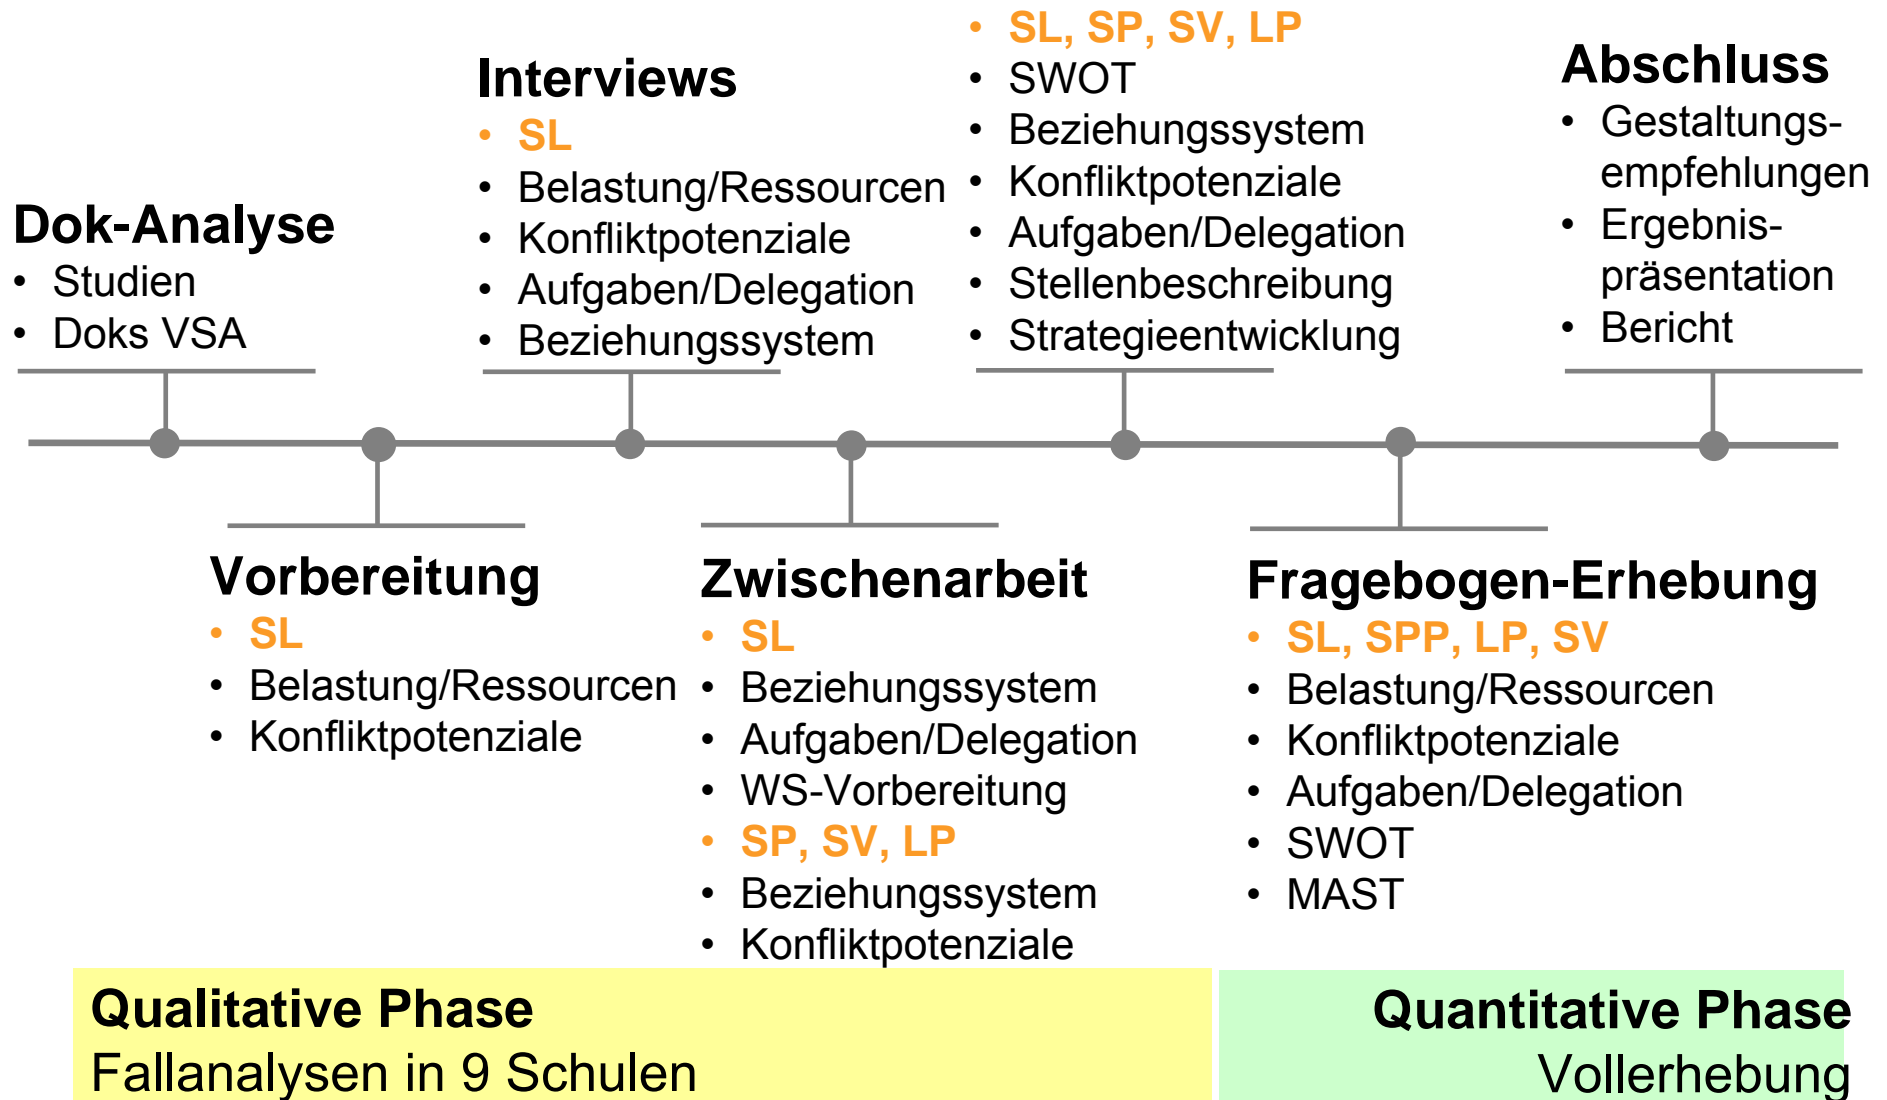 Dok-Analyse
• Studien
• Doks VSA
Interviews
• SL
• Belastung/Ressourcen
• Konfliktpotenziale
• Aufgaben/Delegation
• Beziehungssystem
• SL, SP, SV, LP
• SWOT
• Beziehungssystem
• Konfliktpotenziale
• Aufgaben/Delegation
• Stellenbeschreibung
• Strategieentwicklung
Abschluss
• Gestaltungs-
empfehlungen
• Ergebnis-
präsentation
• Bericht
Vorbereitung
• SL
• Belastung/Ressourcen
• Konfliktpotenziale
Zwischenarbeit
• SL
• Beziehungssystem
• Aufgaben/Delegation
• WS-Vorbereitung
• SP, SV, LP
• Beziehungssystem
• Konfliktpotenziale
Fragebogen-Erhebung
• SL, SPP, LP, SV
• Belastung/Ressourcen
• Konfliktpotenziale
• Aufgaben/Delegation
• SWOT
• MAST
Qualitative Phase
Fallanalysen in 9 Schulen
Quantitative Phase
Vollerhebung